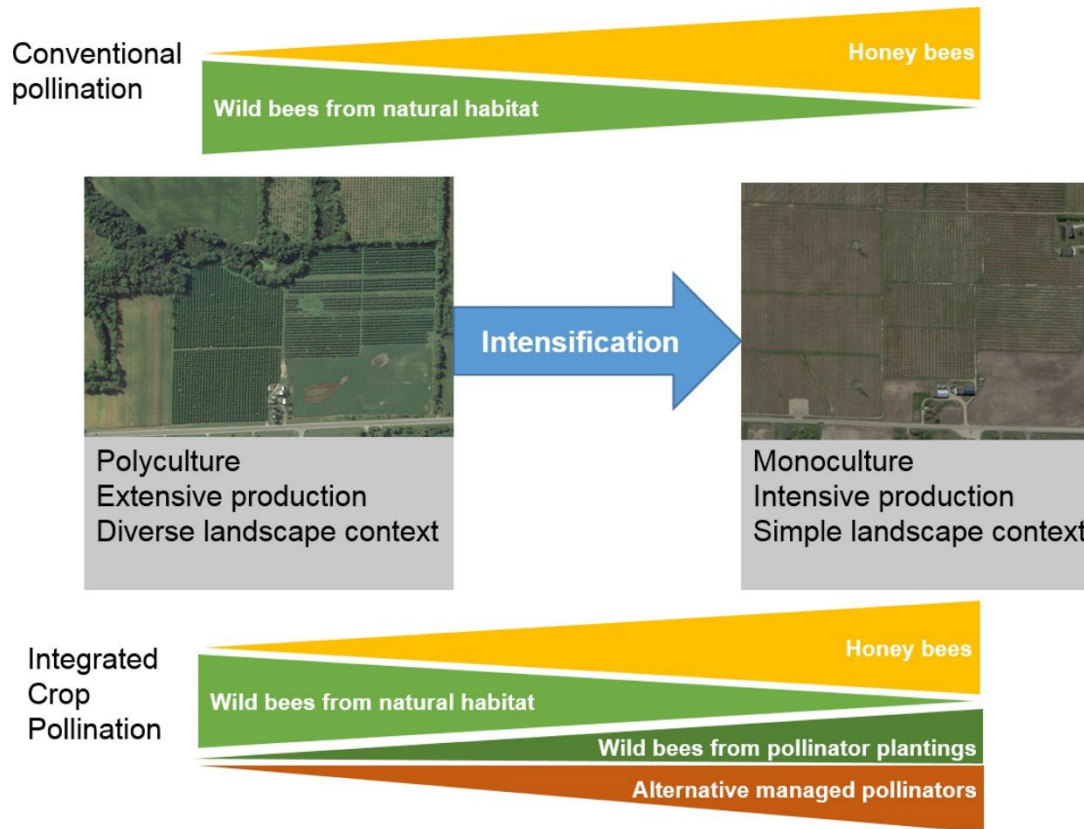 Conventional
pollination
Honey bees
Wild bees from natural habitat
Intensification
Polyculture
Extensive production
Diverse landscape context
Monoculture
Intensive production
Simple landscape context
Integrated
Crop
Pollination
Honey bees
Wild bees from natural habitat
Wild bees from pollinator plantings
Alternative managed pollinators